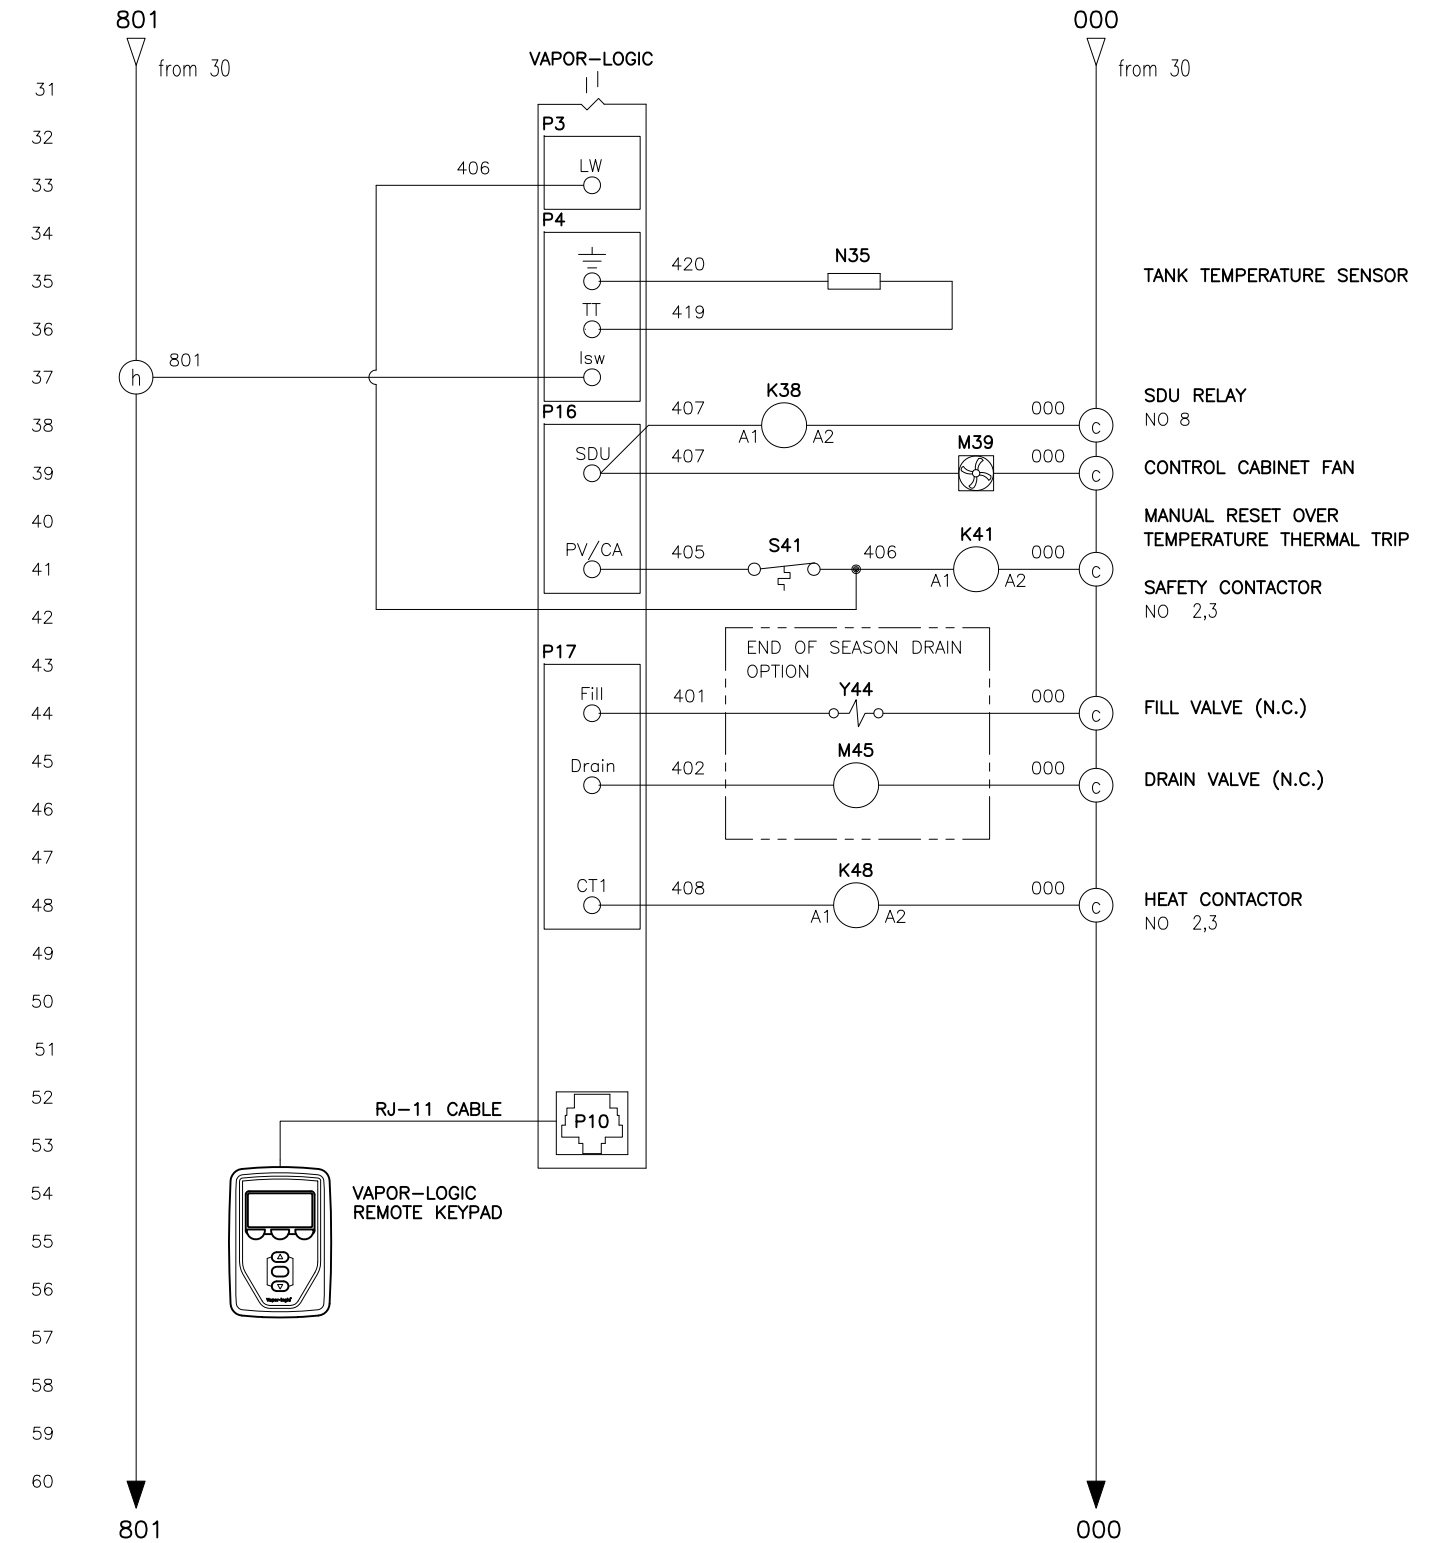 801
000
from 30
from 30
VAPOR-LOGIC
31
P3
32
LW
406
33
P4
34
420
N35
TANK TEMPERATURE SENSOR
35
TT
419
36
Isw
801
h
37
K38
SDU RELAY
P16
407
000
NO 8
38
A1
A2
C
M39
SDU
407
000
CONTROL CABINET FAN
39
C
MANUAL RESET OVER
40
K41
TEMPERATURE THERMAL TRIP
S41
PV/CA
405
406
000
41
A1
A2
C
SAFETY CONTACTOR
NO 2,3
42
END OF SEASON DRAIN
P17
43
OPTION
Y44
Fill
401
000
FILL VALVE (N.C.)
44
C
M45
45
Drain
402
000
DRAIN VALVE (N.C.)
C
46
47
K48
CT1
408
000
HEAT CONTACTOR
48
A1
A2
C
NO 2,3
49
50
51
52
RJ-11 CABLE
P10
53
54
VAPOR-LOGIC
REMOTE KEYPAD
55
56
Vapor-logic
57
58
59
60
801
000